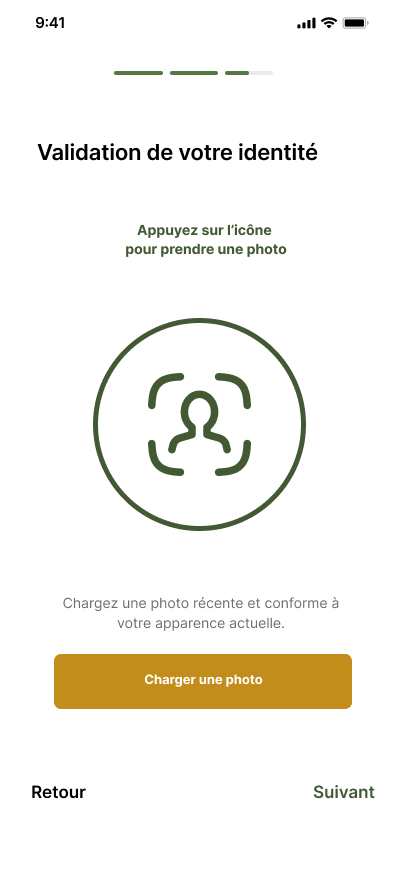 9:41
Validation de votre identité
Appuyez sur l’icône
pour prendre une photo
Chargez une photo récente et conforme à
votre apparence actuelle.
Charger une photo
Retour
Suivant